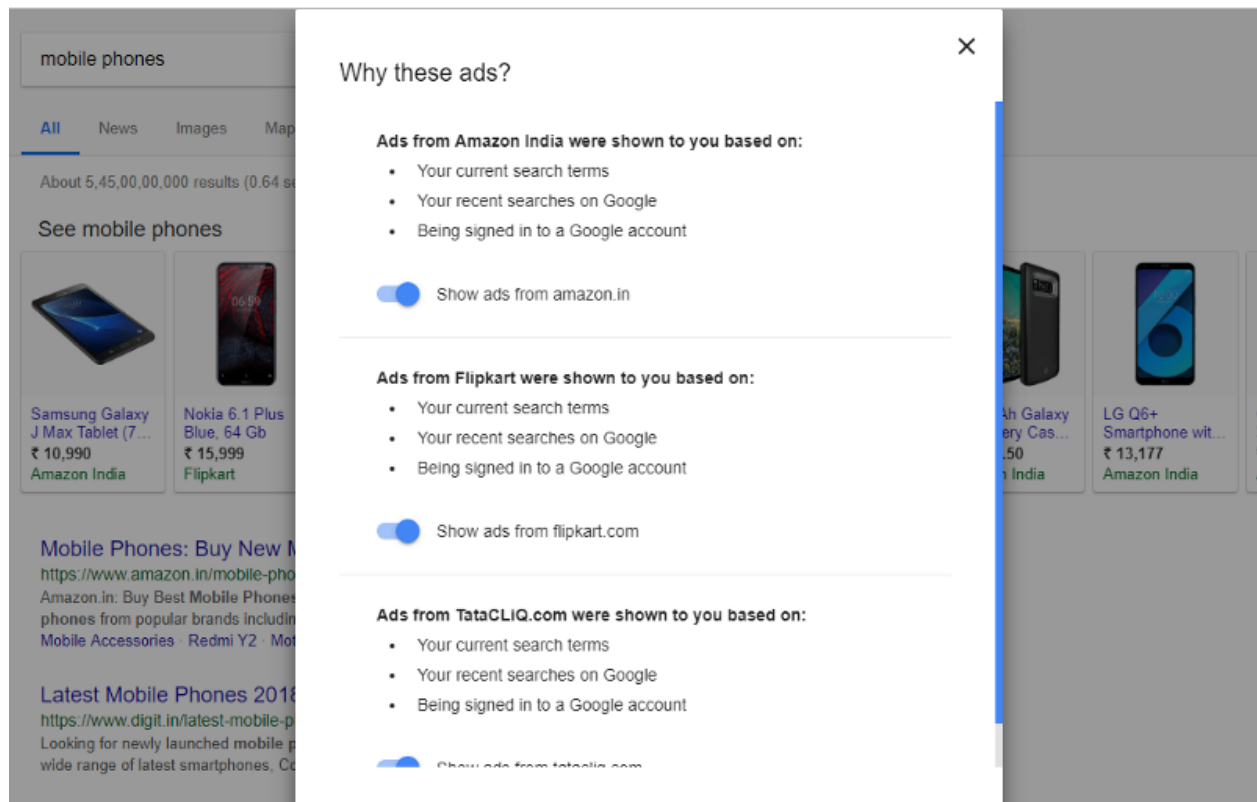 mobile phones
All News Images Map
About 5,45,00,00,000 results (0.64 se
See mobile phones
06:59
Samsung Galaxy
J Max Tablet (7...
₹ 10,990
Amazon India
Nokia 6.1 Plus
Blue, 64 Gb
₹ 15,999
Flipkart
Mobile Phones: Buy New M
https://www.amazon.in/mobile-pho
Amazon.in: Buy Best Mobile Phones
phones from popular brands includin
Mobile Accessories · Redmi Y2 · Mot
Latest Mobile Phones 2018
https://www.digit.in/latest-mobile-p
Looking for newly launched mobile p
wide range of latest smartphones, Co
Why these ads?
Ads from Amazon India were shown to you based on:
• Your current search terms
• Your recent searches on Google
• Being signed in to a Google account
Show ads from amazon.in
Ads from Flipkart were shown to you based on:
• Your current search terms
• Your recent searches on Google
• Being signed in to a Google account
Show ads from flipkart.com
Ads from TataCLiQ.com were shown to you based on:
• Your current search terms
• Your recent searches on Google
• Being signed in to a Google account
Show ads from tatacliq.com
Ah Galaxy
ery Cas...
.50
India
LG Q6+
Smartphone wit...
₹ 13,177
Amazon India